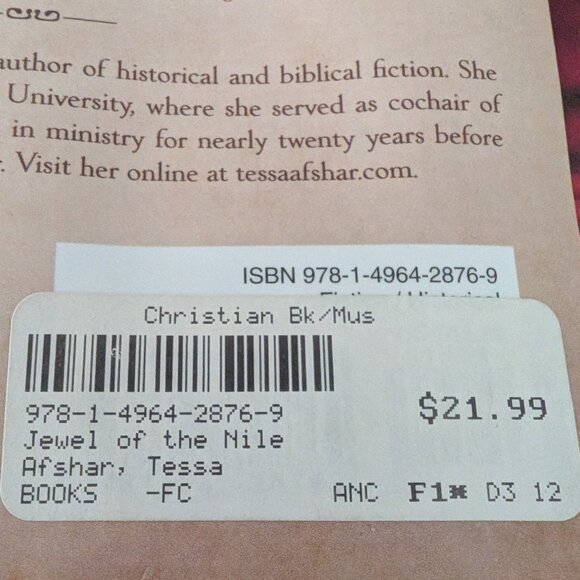 author of historical and biblical fiction. She
University, where she served as cochair of
in ministry for nearly twenty years before
. Visit her online at tessaafshar.com.
ISBN 978-1-4964-2876-9
Fiction / Historical
Christian Bk/Mus
978-1-4964-2876-9
$21.99
Jewel of the Nile
Afshar, Tessa
BOOKS -FC ANC F1* D3 12